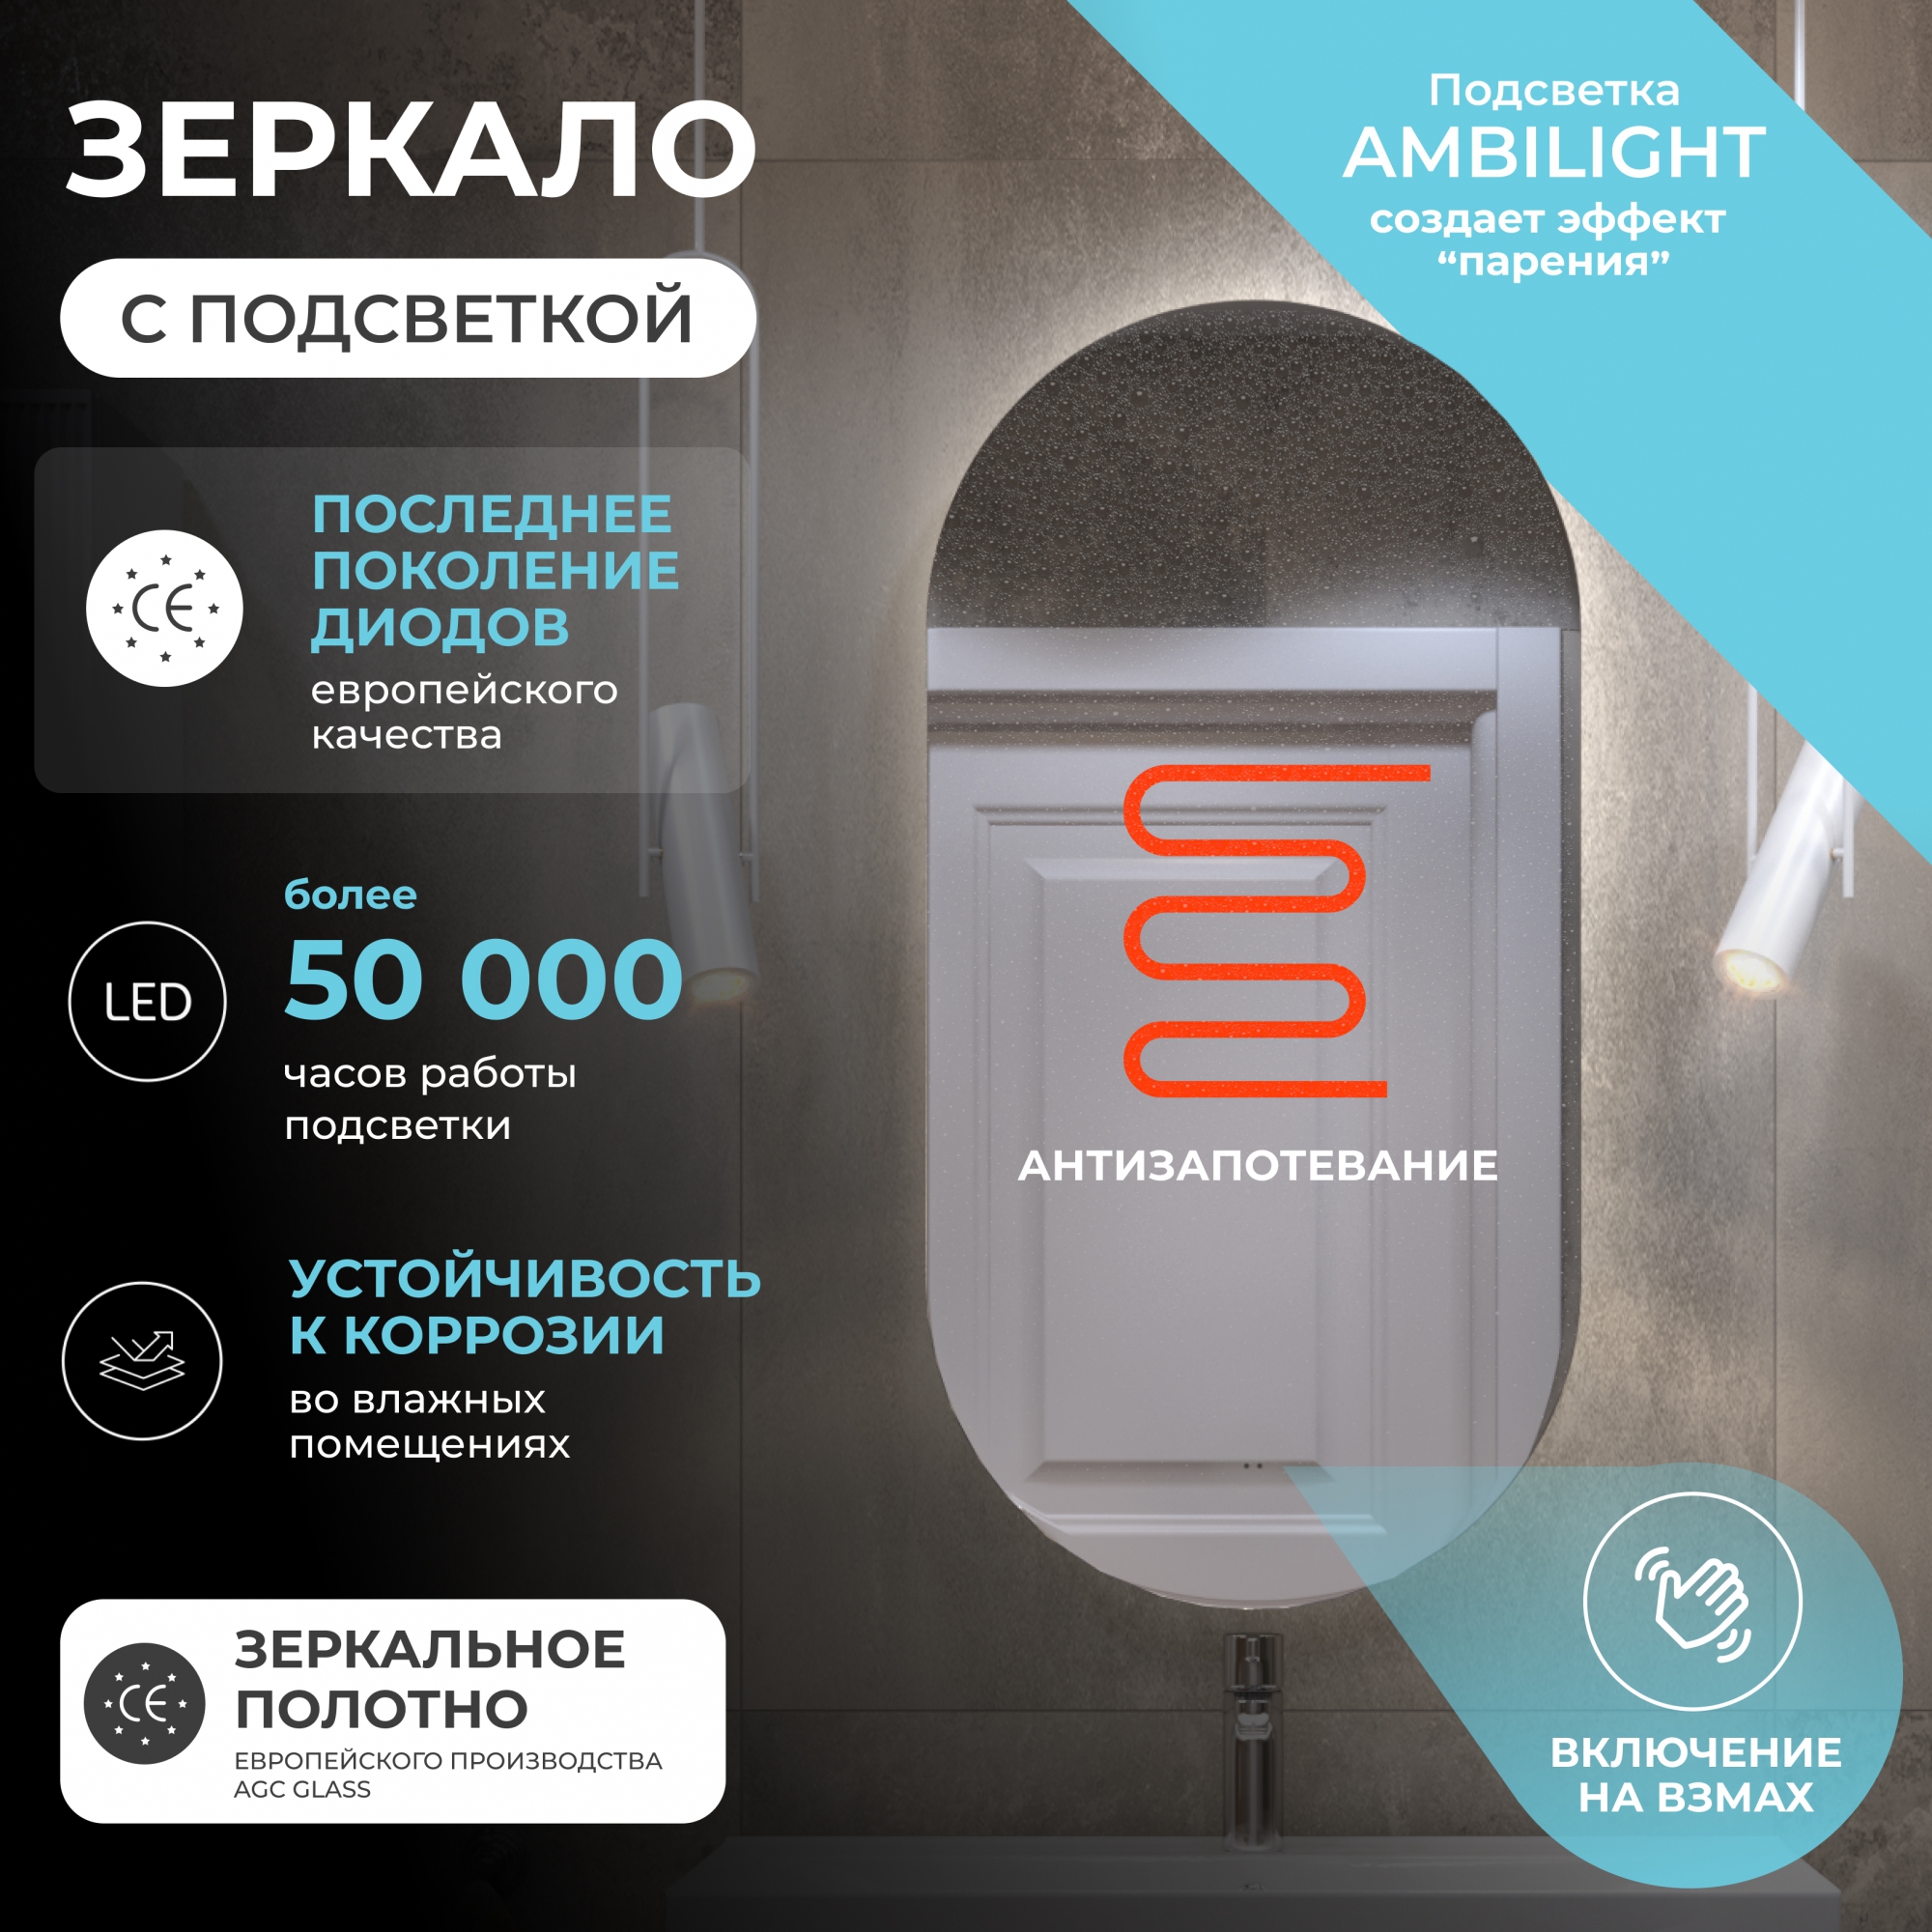 ЗЕРКАЛО
С ПОДСВЕТКОЙ
Подсветка
AMBILIGHT
создает эффект
“парения”
CE
ПОСЛЕДНЕЕ
ПОКОЛЕНИЕ
ДИОДОВ
европейского
качества
LED
более
50 000
часов работы
подсветки
УСТОЙЧИВОСТЬ
К КОРРОЗИИ
во влажных
помещениях
CE
ЗЕРКАЛЬНОЕ
ПОЛОТНО
ЕВРОПЕЙСКОГО ПРОИЗВОДСТВА
AGC GLASS
АНТИЗАПОТЕВАНИЕ
ВКЛЮЧЕНИЕ
НА ВЗМАХ